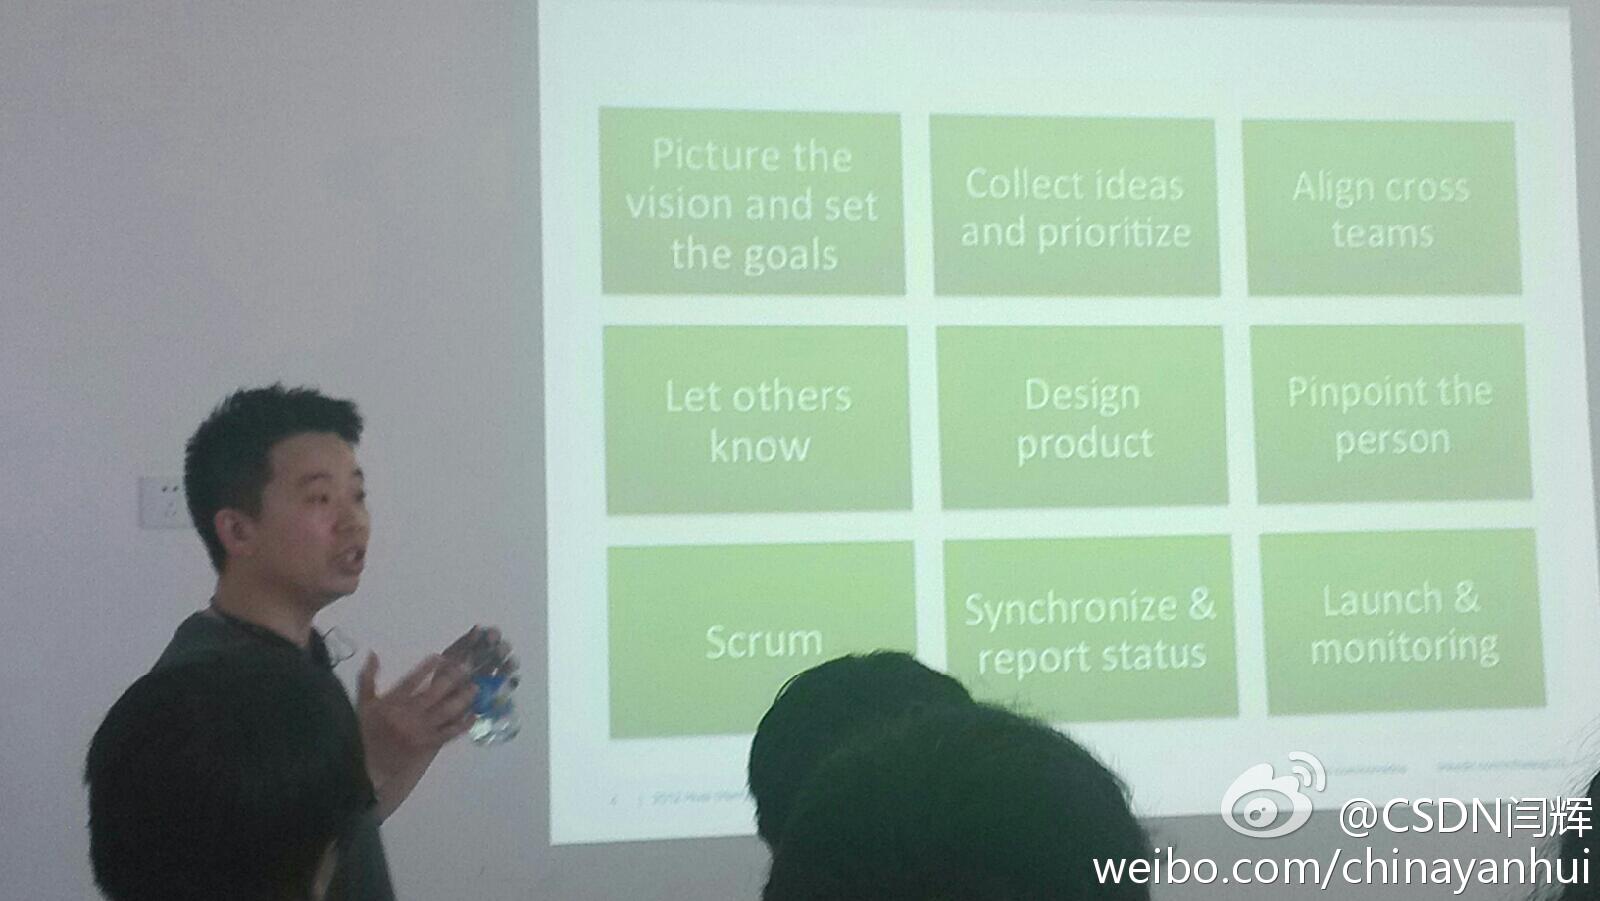 Picture the
vision and set
the goals
Collect ideas
and prioritize
Align cross
teams
Let others
know
Design
product
Pinpoint the
person
Scrum
Synchronize &
report status
Launch &
monitoring
@CSDN闫辉
weibo.com/chinayanhui